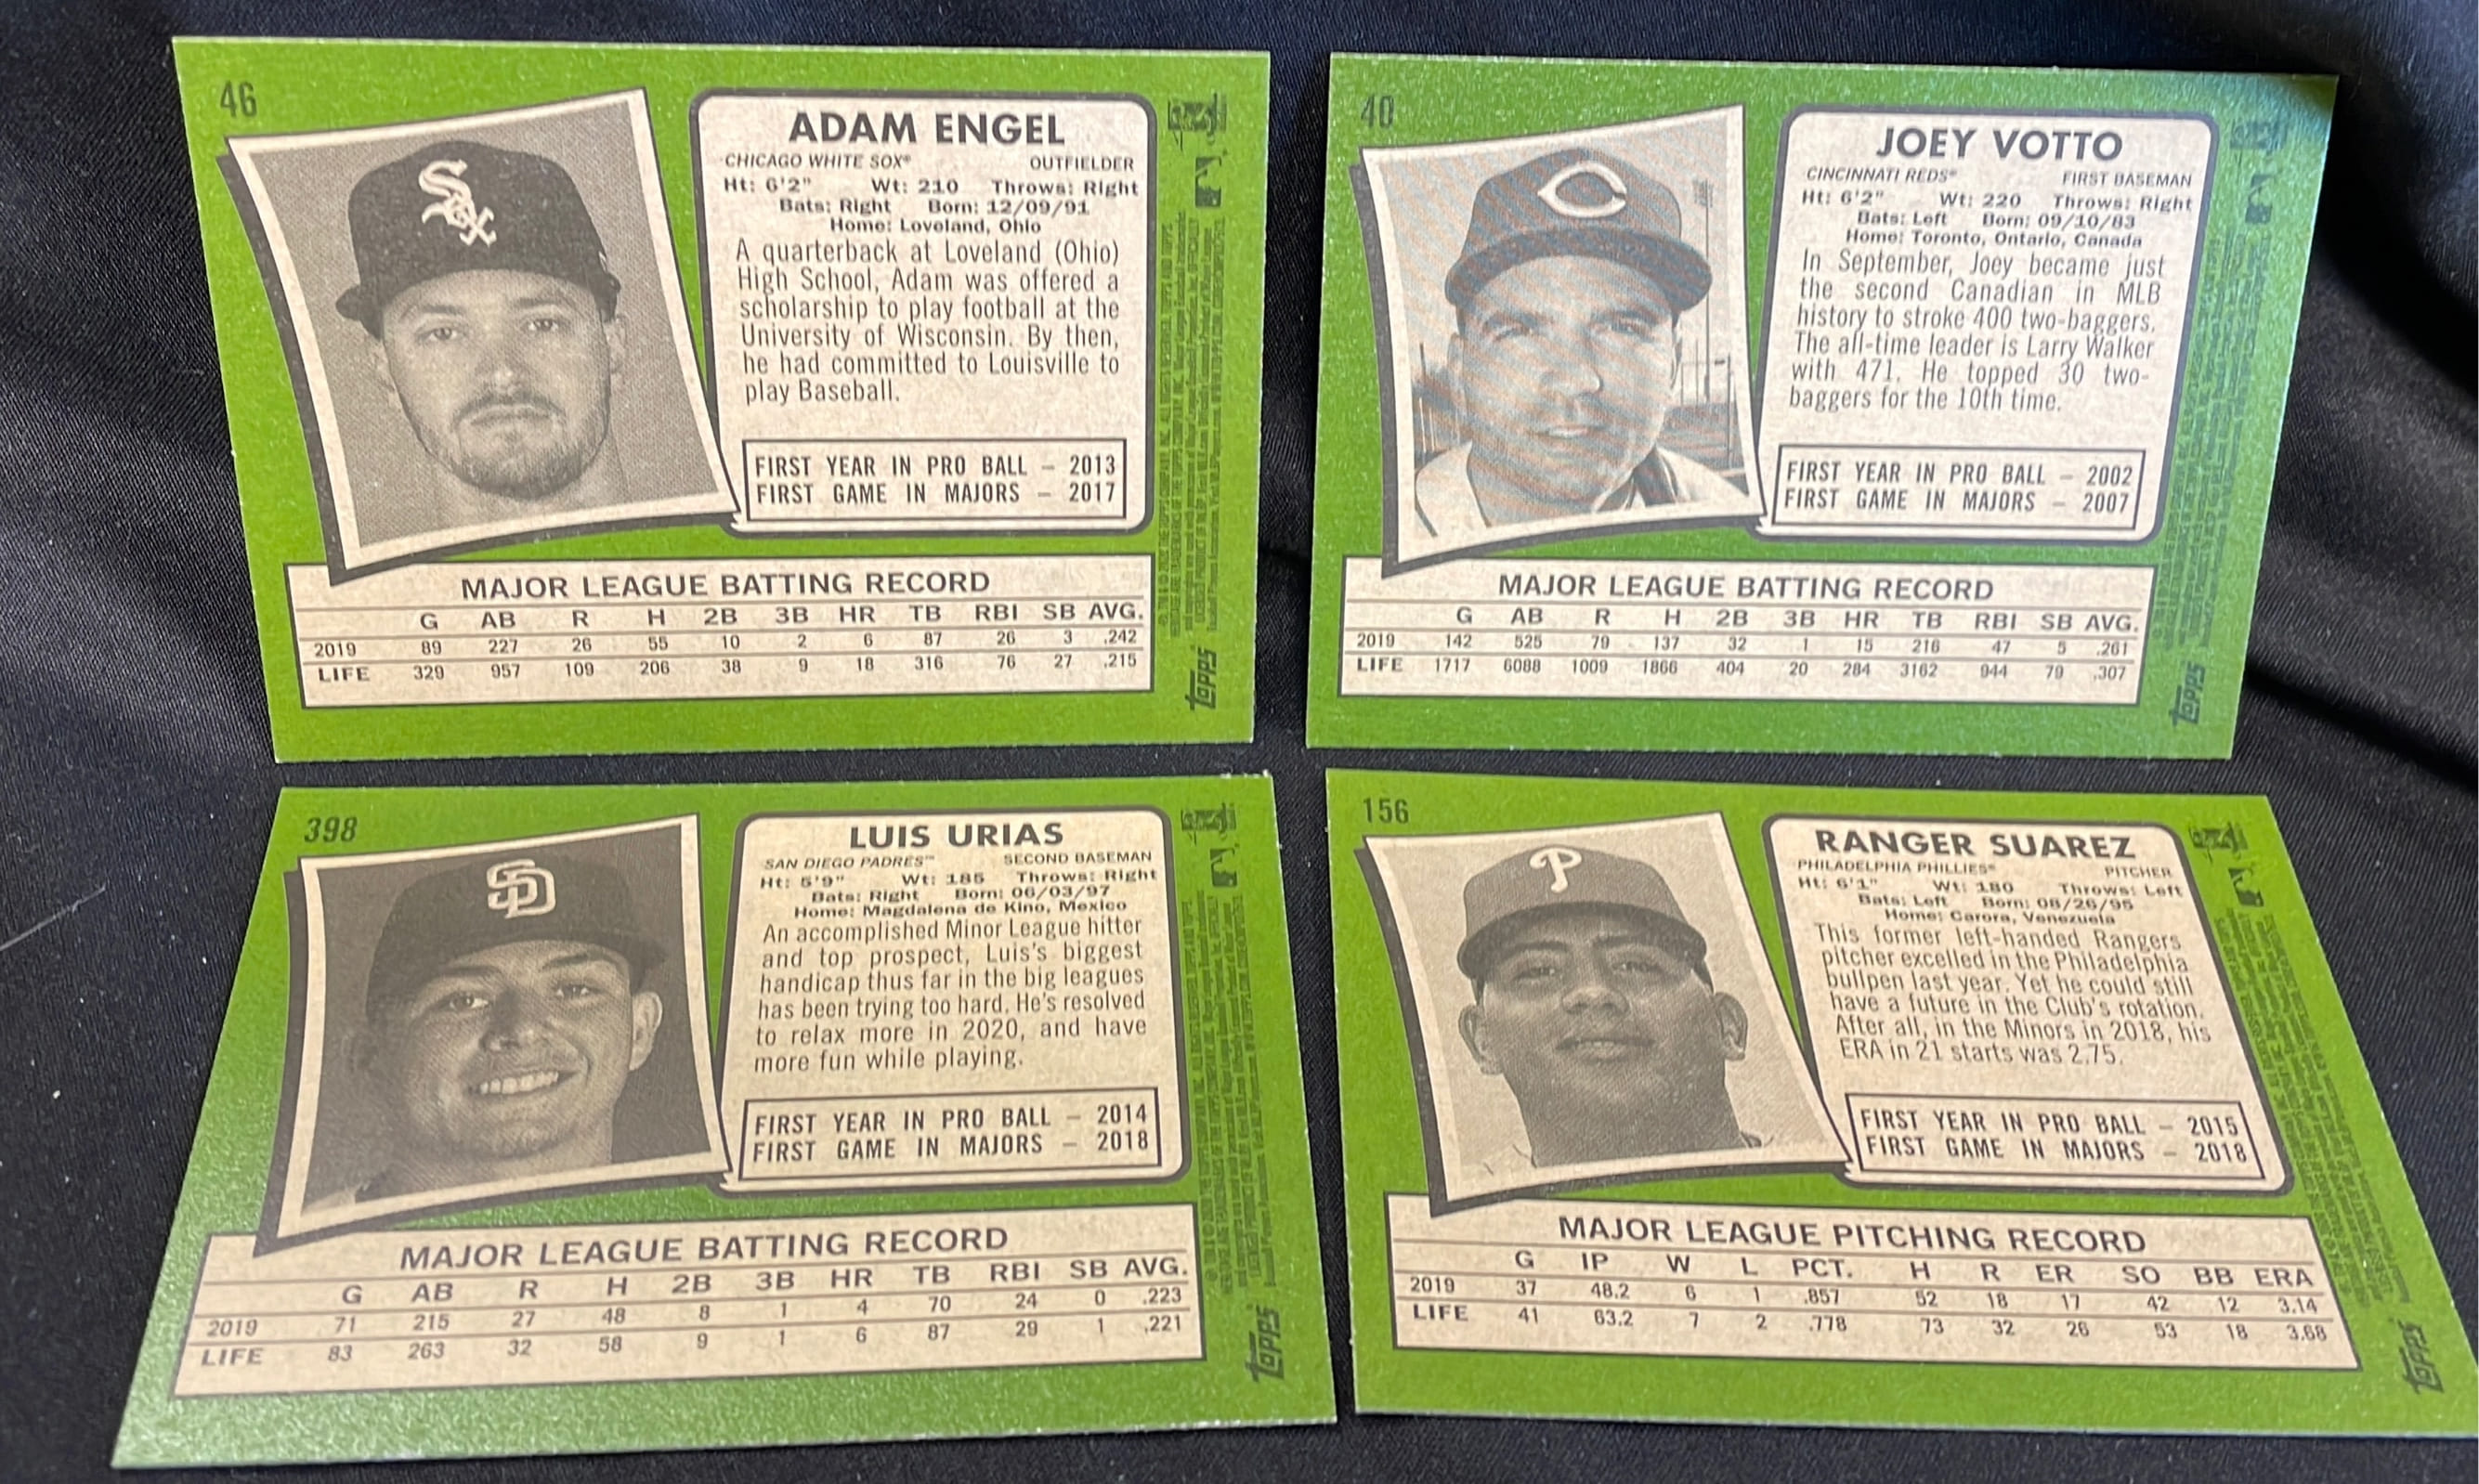 46
ADAM ENGEL
CHICAGO WHITE SOX® OUTFIELDER
Ht: 6'2" Wt: 210 Throws: Right
Bats: Right Born: 12/09/91
Home: Loveland, Ohio
A quarterback at Loveland (Ohio)
High School, Adam was offered a
scholarship to play football at the
University of Wisconsin. By then,
he had committed to Louisville to
play Baseball.
FIRST YEAR IN PRO BALL – 2013
FIRST GAME IN MAJORS – 2017
MAJOR LEAGUE BATTING RECORD
G AB R H 2B 3B HR TB RBI SB AVG.
2019 89 227 26 55 10 2 6 87 26 3 .242
LIFE 329 957 109 206 38 9 18 316 76 27 .215
Topps
40
JOEY VOTTO
CINCINNATI REDS® FIRST BASEMAN
Ht: 6'2" Wt: 220 Throws: Right
Bats: Left Born: 09/10/83
Home: Toronto, Ontario, Canada
In September, Joey became just
the second Canadian in MLB
history to stroke 400 two-baggers.
The all-time leader is Larry Walker
with 471. He topped 30 two-
baggers for the 10th time.
FIRST YEAR IN PRO BALL – 2002
FIRST GAME IN MAJORS – 2007
MAJOR LEAGUE BATTING RECORD
G AB R H 2B 3B HR TB RBI SB AVG.
2019 142 525 79 137 32 1 15 216 47 5 .261
LIFE 1717 6088 1009 1866 404 20 284 3162 944 79 .307
Topps
398
SD
LUIS URIAS
SAN DIEGO PADRES™ SECOND BASEMAN
Ht: 5'9" Wt: 185 Throws: Right
Bats: Right Born: 06/03/97
Home: Magdalena de Kino, Mexico
An accomplished Minor League hitter
and top prospect, Luis's biggest
handicap thus far in the big leagues
has been trying too hard. He's resolved
to relax more in 2020, and have
more fun while playing.
FIRST YEAR IN PRO BALL – 2014
FIRST GAME IN MAJORS – 2018
MAJOR LEAGUE BATTING RECORD
G AB R H 2B 3B HR TB RBI SB AVG.
2019 71 215 27 48 8 1 4 70 24 0 .223
LIFE 83 263 32 58 9 1 6 87 29 1 .221
Topps
156
P
RANGER SUAREZ
PHILADELPHIA PHILLIES® PITCHER
Ht: 6'1" Wt: 180 Throws: Left
Bats: Left Born: 08/26/95
Home: Carora, Venezuela
This former left-handed Rangers
pitcher excelled in the Philadelphia
bullpen last year. Yet he could still
have a future in the Club's rotation.
After all, in the Minors in 2018, his
ERA in 21 starts was 2.75.
FIRST YEAR IN PRO BALL – 2015
FIRST GAME IN MAJORS – 2018
MAJOR LEAGUE PITCHING RECORD
G IP W L PCT. H R ER SO BB ERA
2019 37 48.2 6 1 .857 52 18 17 42 12 3.14
LIFE 41 63.2 7 2 .778 73 32 26 53 18 3.68
Topps